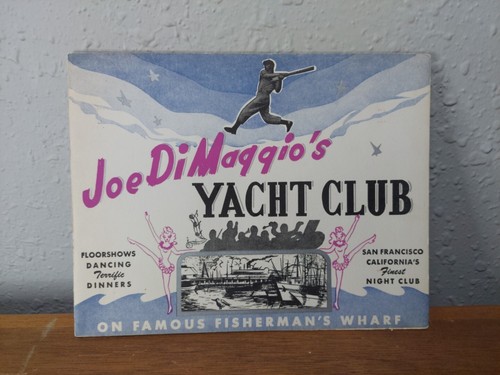 Joe DiMaggio's
YACHT CLUB
FLOORSHOWS
DANCING
Terrific
DINNERS
SAN FRANCISCO
CALIFORNIA'S
Finest
NIGHT CLUB
ON FAMOUS FISHERMAN'S WHARF